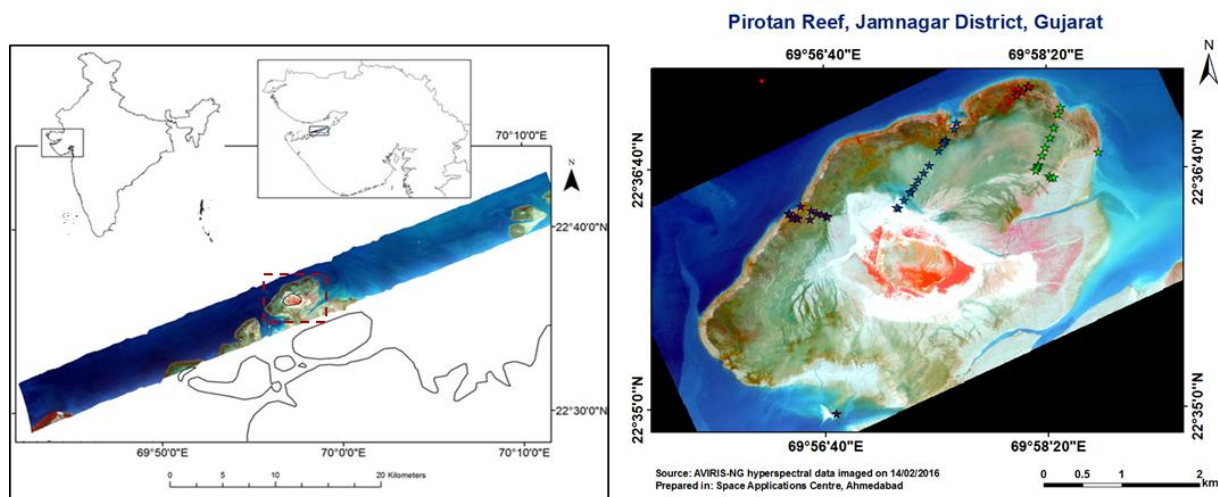 70°10'0"E
N
22°40'0"N
22°30'0"N
69°50'0"E
70°00'E
70°10'E
0
5
10
20 Kilometers
Pirotan Reef, Jamnagar District, Gujarat
69°56'40"E
69°58'20"E
N
22°36'40"N
22°36'40"N
22°35'0"N
22°35'0"N
69°56'40"E
69°58'20"E
Source: AVIRIS-NG hyperspectral data imaged on 14/02/2016
Prepared in: Space Applications Centre, Ahmedabad
0 0.5 1 2
km